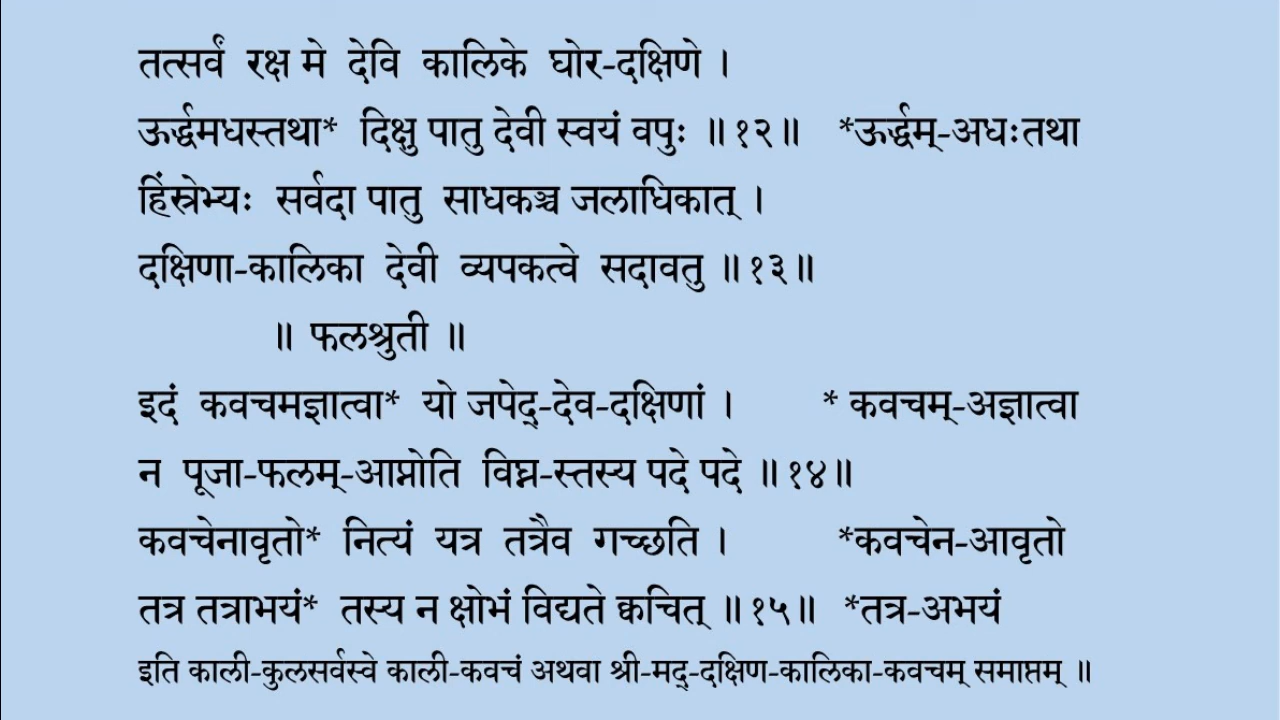 तत्सर्वं रक्ष मे देवि कालिके घोर-दक्षिणे ।
ऊर्द्धमधस्तथा* दिक्षु पातु देवी स्वयं वपुः ॥१२॥ *ऊर्द्धम्-अधःतथा
हिंस्त्रेभ्यः सर्वदा पातु साधकञ्च जलाधिकात् ।
दक्षिणा-कालिका देवी व्यपकत्वे सदावतु ॥१३॥
॥ फलश्रुती ॥
इदं कवचमज्ञात्वा* यो जपेद्-देव-दक्षिणां । * कवचम्-अज्ञात्वा
न पूजा-फलम्-आप्नोति विघ्न-स्तस्य पदे पदे ॥१४॥
कवचेनावृतो* नित्यं यत्र तत्रैव गच्छति । *कवचेन-आवृतो
तत्र तत्राभयं* तस्य न क्षोभं विद्यते क्वचित् ॥१५॥ *तत्र-अभयं
इति काली-कुलसर्वस्वे काली-कवचं अथवा श्री-मद्-दक्षिण-कालिका-कवचम् समाप्तम् ॥